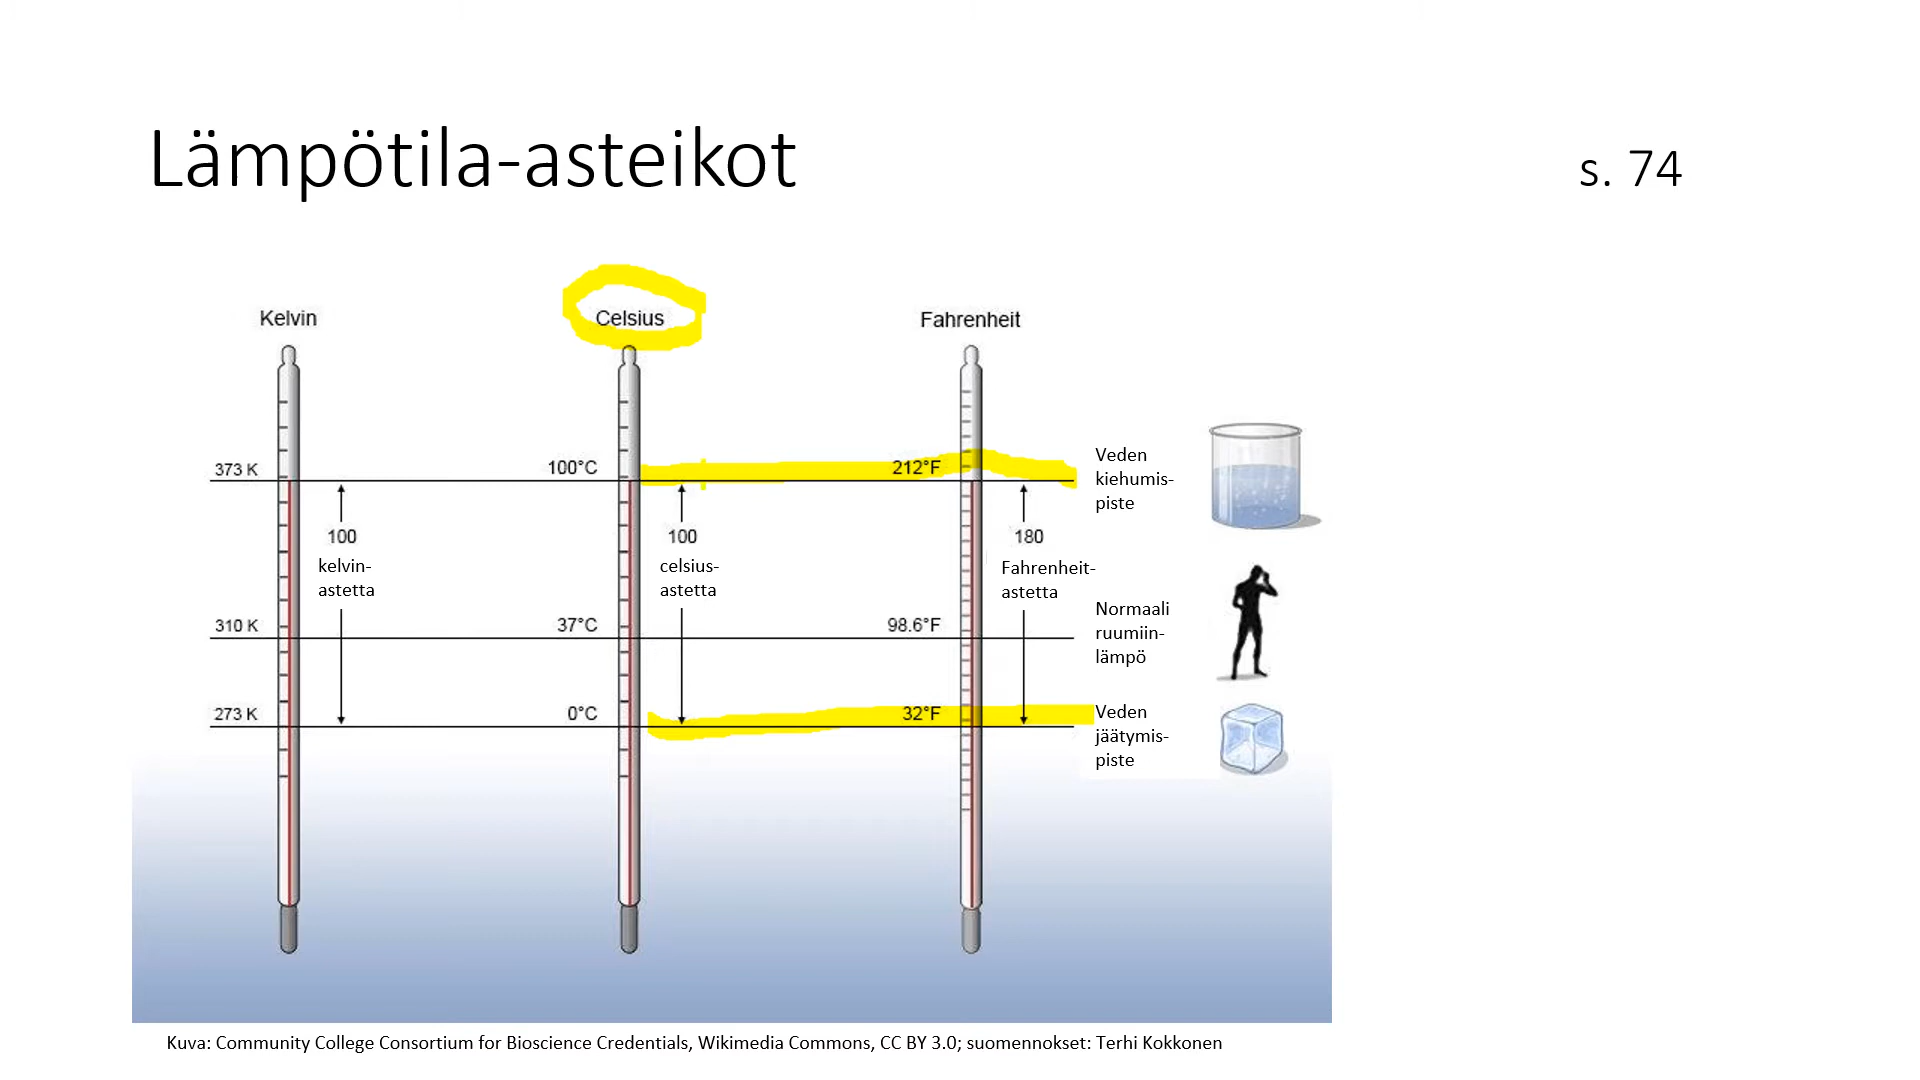 Lämpötila-asteikot
s. 74
Kelvin
Celsius
Fahrenheit
373 K
100°C
212°F
Veden
kiehumis-
piste
100
kelvin-
astetta
100
celsius-
astetta
180
Fahrenheit-
astetta
310 K
37°C
98.6°F
Normaali
ruumiin-
lämpö
273 K
0°C
32°F
Veden
jäätymis-
piste
Kuva: Community College Consortium for Bioscience Credentials, Wikimedia Commons, CC BY 3.0; suomennokset: Terhi Kokkonen